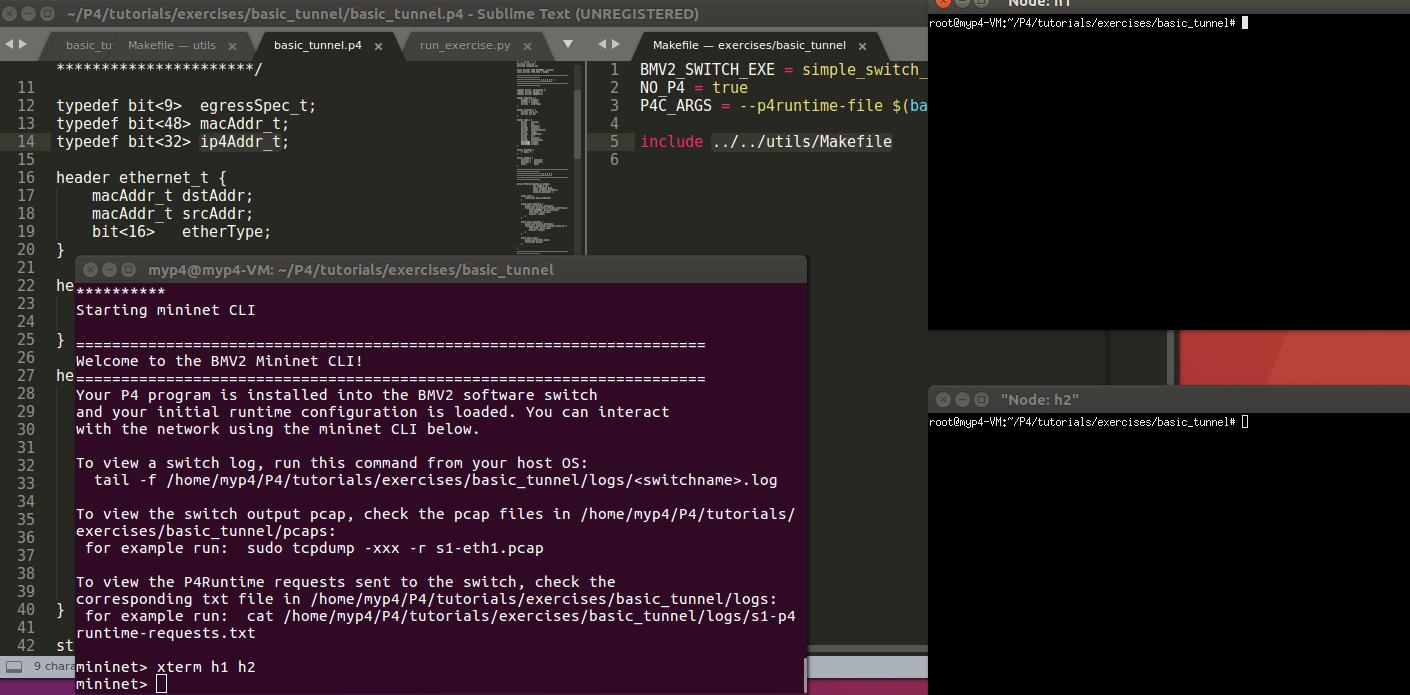 ~/P4/tutorials/exercises/basic_tunnel/basic_tunnel.p4 - Sublime Text (UNREGISTERED)
basic_tu Makefile — utils × basic_tunnel.p4 × run_exercise.py ×
**********************/
11
12 typedef bit<9>  egressSpec_t;
13 typedef bit<48> macAddr_t;
14 typedef bit<32> ip4Addr_t;
15
16 header ethernet_t {
17     macAddr_t dstAddr;
18     macAddr_t srcAddr;
19     bit<16>   etherType;
20 }
21
22 he
23
24
25 }
26
27 he
28
29
30
31
32
33
34
35
36
37
38
39
40 }
41
42 st
9 chara
Makefile — exercises/basic_tunnel ×
1 BMV2_SWITCH_EXE = simple_switch_
2 NO_P4 = true
3 P4C_ARGS = --p4runtime-file $(ba
4
5 include ../../utils/Makefile
6
myp4@myp4-VM: ~/P4/tutorials/exercises/basic_tunnel
**********
Starting mininet CLI
======================================================================
Welcome to the BMV2 Mininet CLI!
======================================================================
Your P4 program is installed into the BMV2 software switch
and your initial runtime configuration is loaded. You can interact
with the network using the mininet CLI below.
To view a switch log, run this command from your host OS:
  tail -f /home/myp4/P4/tutorials/exercises/basic_tunnel/logs/<switchname>.log
To view the switch output pcap, check the pcap files in /home/myp4/P4/tutorials/
exercises/basic_tunnel/pcaps:
 for example run:  sudo tcpdump -xxx -r s1-eth1.pcap
To view the P4Runtime requests sent to the switch, check the
corresponding txt file in /home/myp4/P4/tutorials/exercises/basic_tunnel/logs:
 for example run:  cat /home/myp4/P4/tutorials/exercises/basic_tunnel/logs/s1-p4
runtime-requests.txt
mininet> xterm h1 h2
mininet>
"Node: h1"
root@myp4-VM:~/P4/tutorials/exercises/basic_tunnel#
"Node: h2"
root@myp4-VM:~/P4/tutorials/exercises/basic_tunnel#